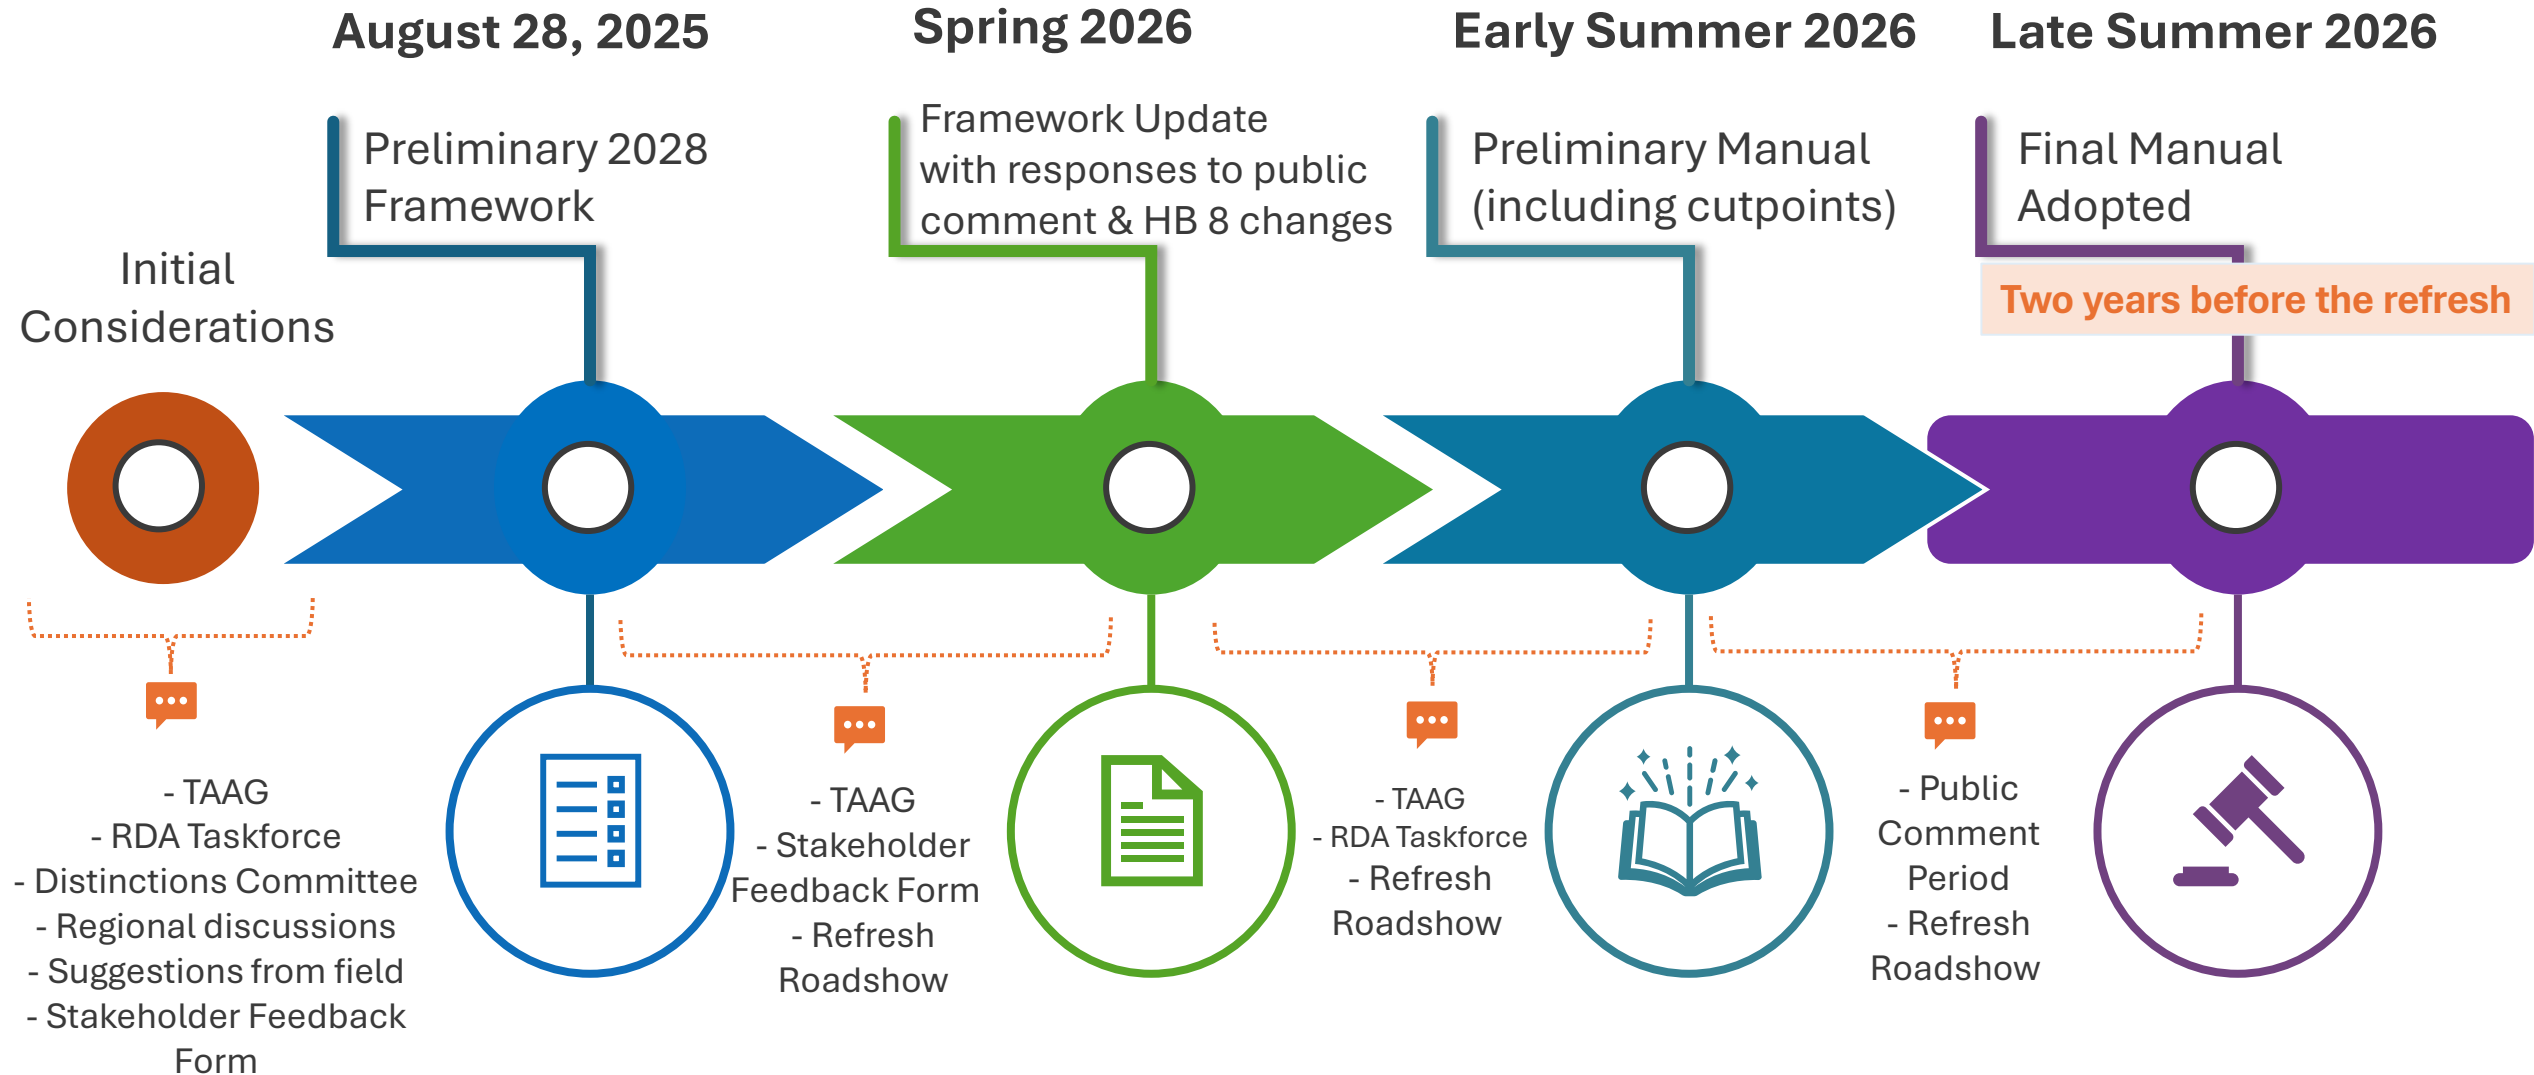 August 28, 2025
Spring 2026
Early Summer 2026
Late Summer 2026
Initial
Considerations
Preliminary 2028
Framework
Framework Update
with responses to public
comment & HB 8 changes
Preliminary Manual
(including cutpoints)
Final Manual
Adopted
Two years before the refresh
- TAAG
- RDA Taskforce
- Distinctions Committee
- Regional discussions
- Suggestions from field
- Stakeholder Feedback
Form
- TAAG
- Stakeholder
Feedback Form
- Refresh
Roadshow
- TAAG
- RDA Taskforce
- Refresh
Roadshow
- Public
Comment
Period
- Refresh
Roadshow